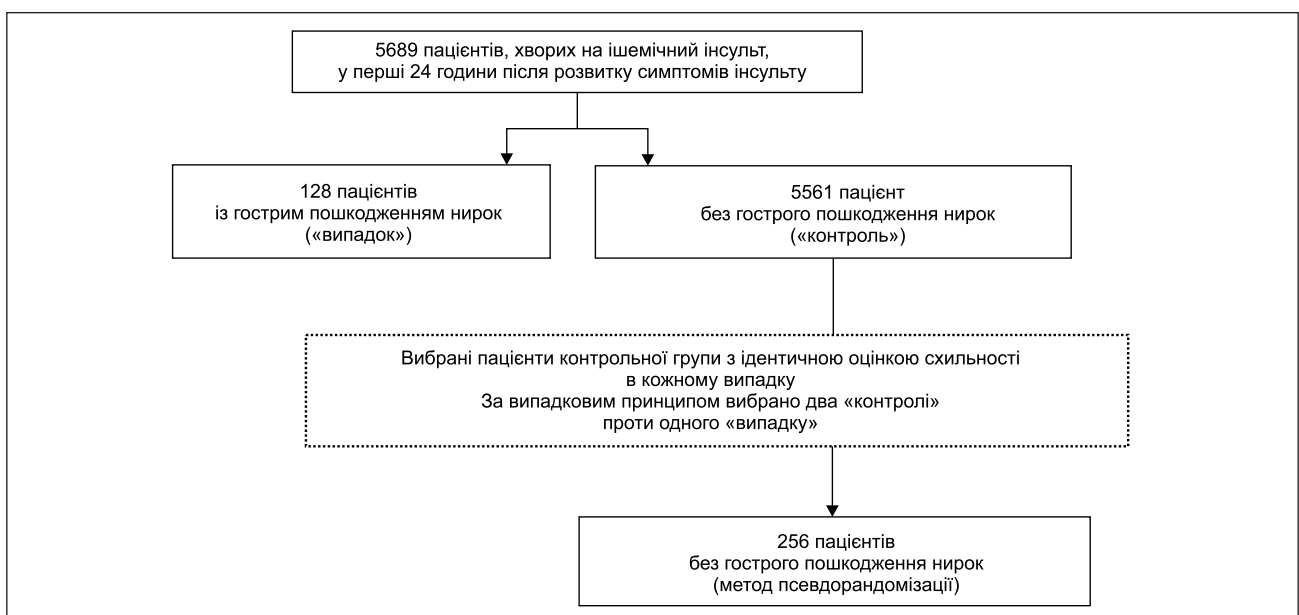 5689 пацієнтів, хворих на ішемічний інсульт,
у перші 24 години після розвитку симптомів інсульту
128 пацієнтів
із гострим пошкодженням нирок
(«випадок»)
5561 пацієнт
без гострого пошкодження нирок
(«контроль»)
Вибрані пацієнти контрольної групи з ідентичною оцінкою схильності
в кожному випадку
За випадковим принципом вибрано два «контролі»
проти одного «випадку»
256 пацієнтів
без гострого пошкодження нирок
(метод псевдорандомізації)